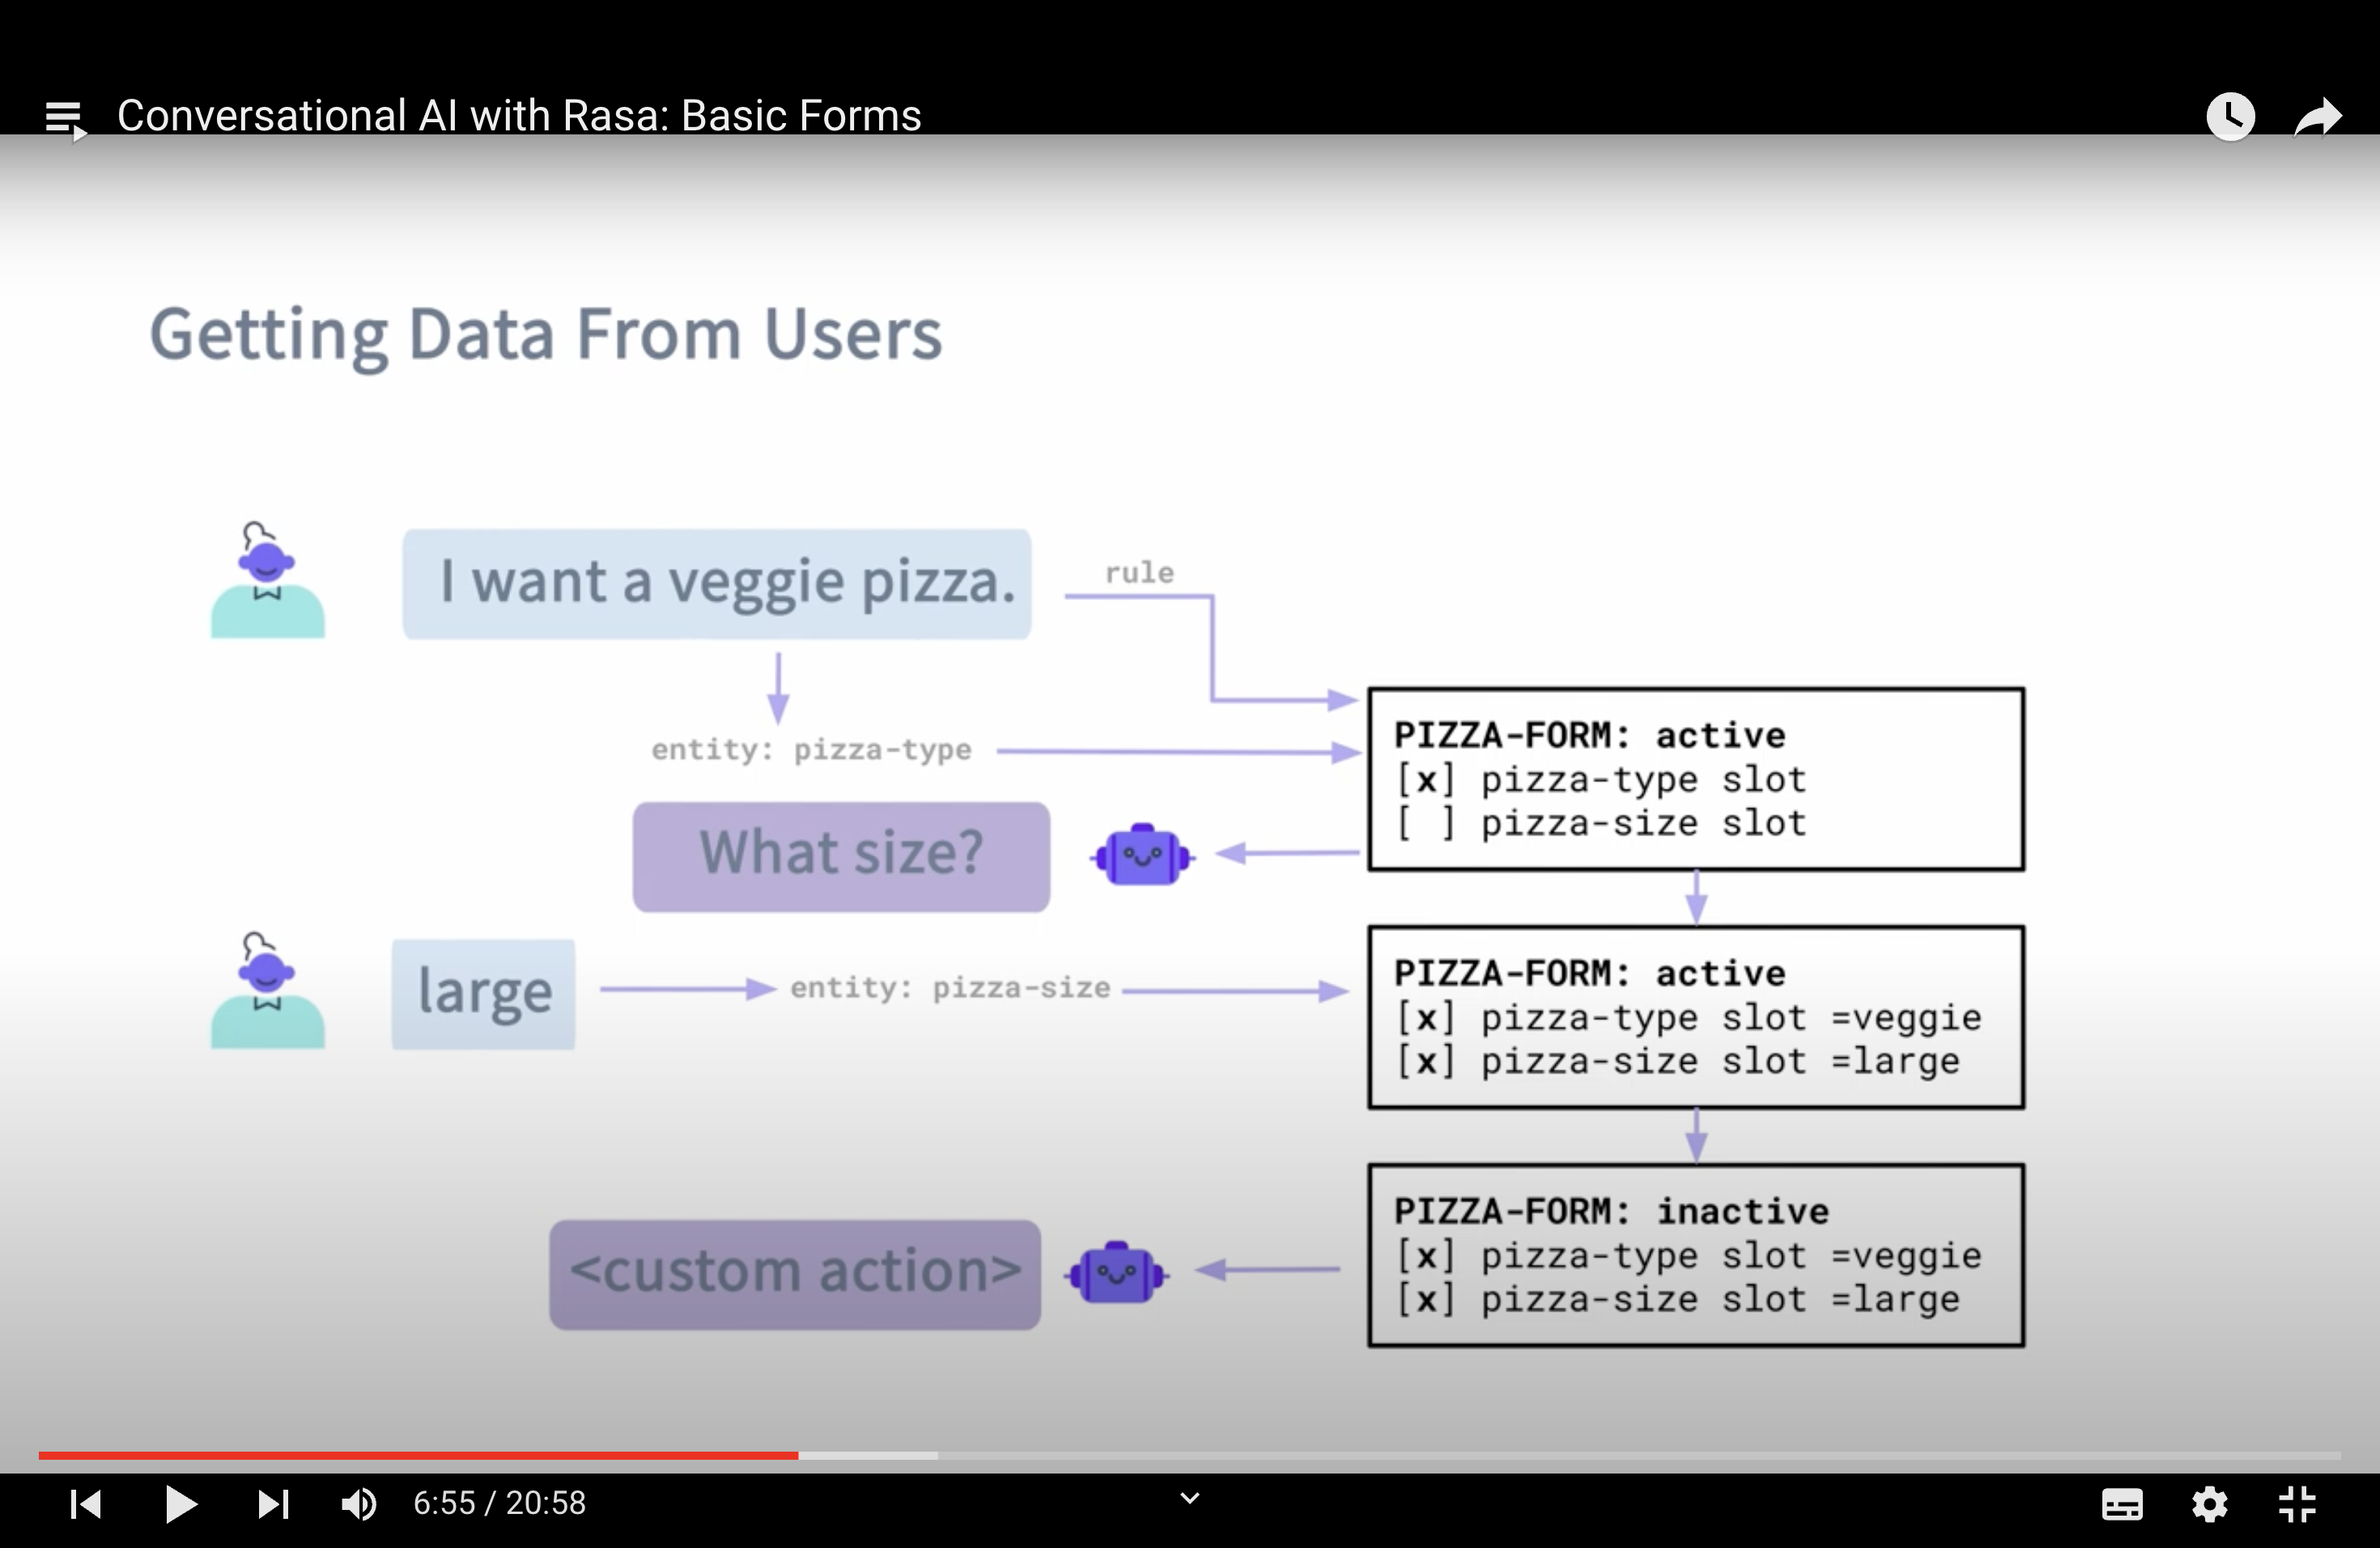 Conversational AI with Rasa: Basic Forms
Getting Data From Users
I want a veggie pizza.
rule
entity: pizza-type
PIZZA-FORM: active
[x] pizza-type slot
[ ] pizza-size slot
What size?
large
entity: pizza-size
PIZZA-FORM: active
[x] pizza-type slot =veggie
[x] pizza-size slot =large
PIZZA-FORM: inactive
[x] pizza-type slot =veggie
[x] pizza-size slot =large
<custom action>
6:55 / 20:58